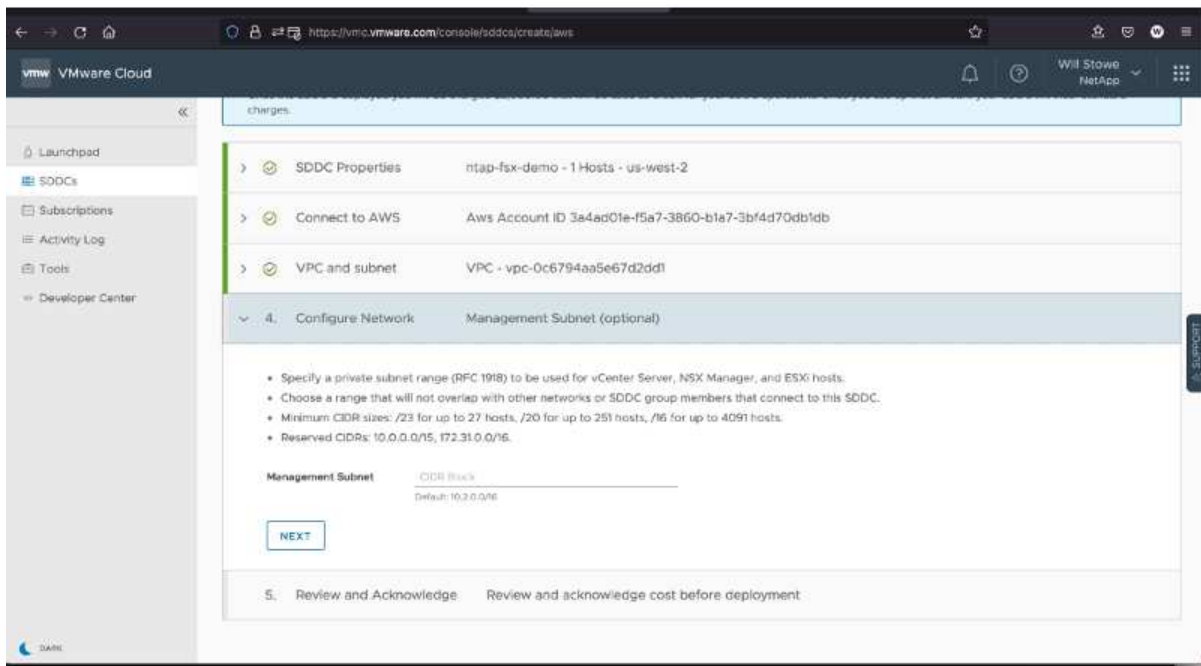 https://vmc.vmware.com/console/sddcs/create/aws
vmw VMware Cloud
Will Stowe
NetApp
charges.
Launchpad
SDDCs
Subscriptions
Activity Log
Tools
Developer Center
SDDC Properties ntap-fsx-demo - 1 Hosts - us-west-2
Connect to AWS Aws Account ID 3a4ad01e-f5a7-3860-b1a7-3bf4d70db1db
VPC and subnet VPC - vpc-0c6794aa5e67d2dd1
4. Configure Network Management Subnet (optional)
• Specify a private subnet range (RFC 1918) to be used for vCenter Server, NSX Manager, and ESXi hosts.
• Choose a range that will not overlap with other networks or SDDC group members that connect to this SDDC.
• Minimum CIDR sizes: /23 for up to 27 hosts, /20 for up to 251 hosts, /16 for up to 4091 hosts.
• Reserved CIDRs: 10.0.0.0/15, 172.31.0.0/16.
Management Subnet CIDR Block
Default: 10.2.0.0/16
NEXT
5. Review and Acknowledge Review and acknowledge cost before deployment
SUPPORT
DARK